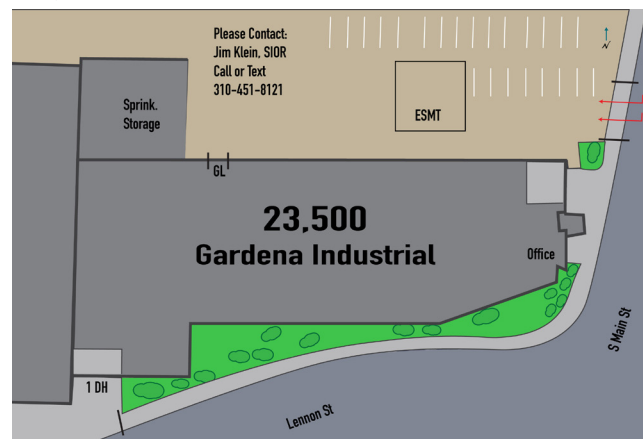 Please Contact:
Jim Klein, SIOR
Call or Text
310-451-8121
N
Sprink.
Storage
ESMT
GL
23,500
Gardena Industrial
Office
S Main St
1 DH
Lennon St